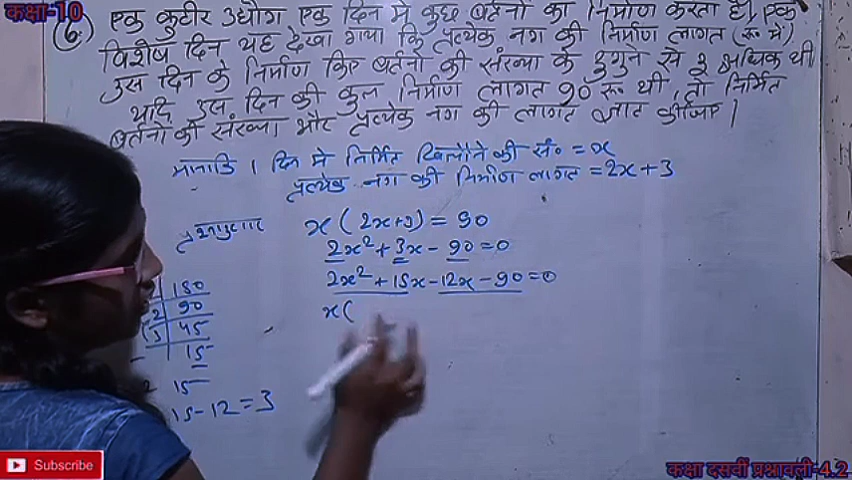 कक्षा-10
(6.) एक कुटीर उद्योग एक दिन में कुछ बर्तनों का निर्माण करता है, एक
विशेष दिन यह देखा गया कि प्रत्येक नग की निर्माण लागत (रू में)
उस दिन के निर्माण किए बर्तनों की संख्या के दुगुने से 3 अधिक थी
यदि उस दिन की कुल निर्माण लागत 90 रू थी, तो निर्मित
बर्तनों की संख्या और प्रत्येक नग की लागत ज्ञात कीजिए।
मानाकि 1 दिन में निर्मित खिलौने की सं० = x
प्रत्येक नग की निर्माण लागत = 2x + 3
प्रश्नानुसार x ( 2x+3) = 90
2x² + 3x - 90 = 0
2x² + 15x - 12x - 90 = 0
x(
180
2 90
3 45
15
2 15
15 - 12 = 3
Subscribe
कक्षा दसवीं प्रश्नावली-4.2